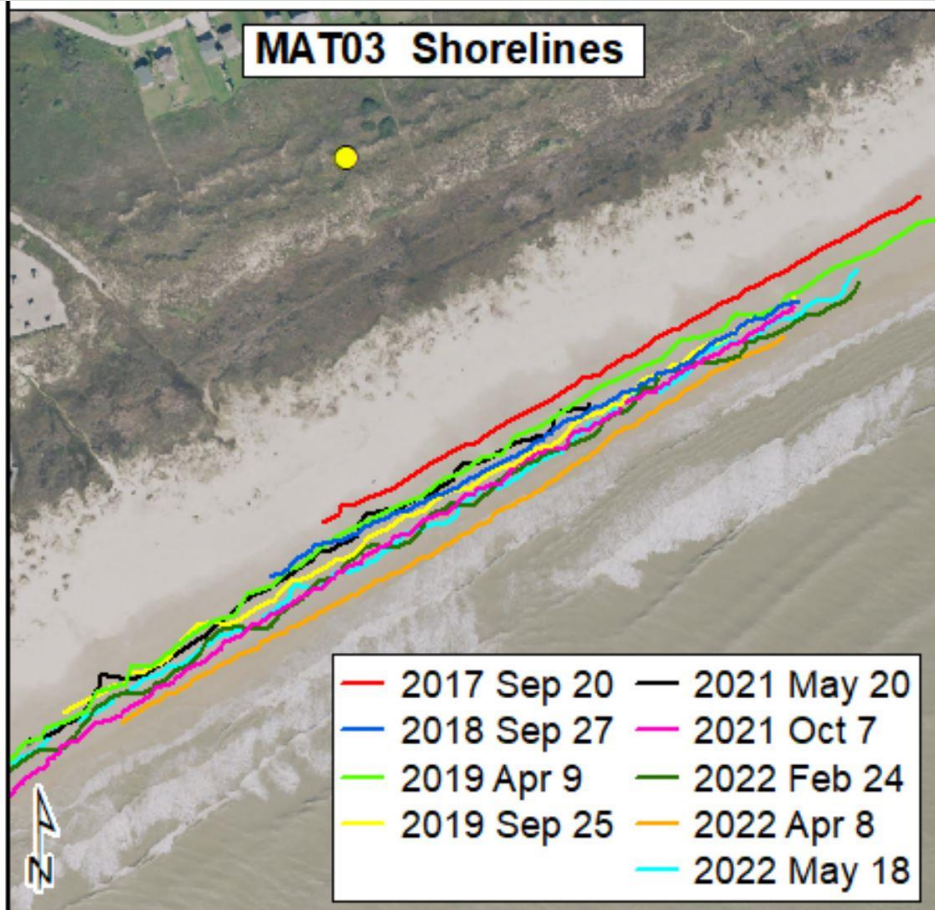 MAT03 Shorelines
2017 Sep 20
2018 Sep 27
2019 Apr 9
2019 Sep 25
2021 May 20
2021 Oct 7
2022 Feb 24
2022 Apr 8
2022 May 18
N